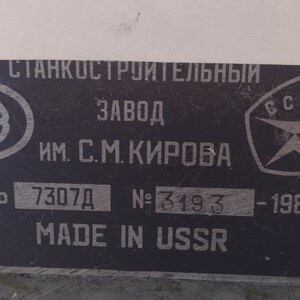 СТАНКОСТРОИТЕЛЬНЫЙ
ЗАВОД
ИМ. С.М.КИРОВА
7307Д № 3193 -198
MADE IN USSR